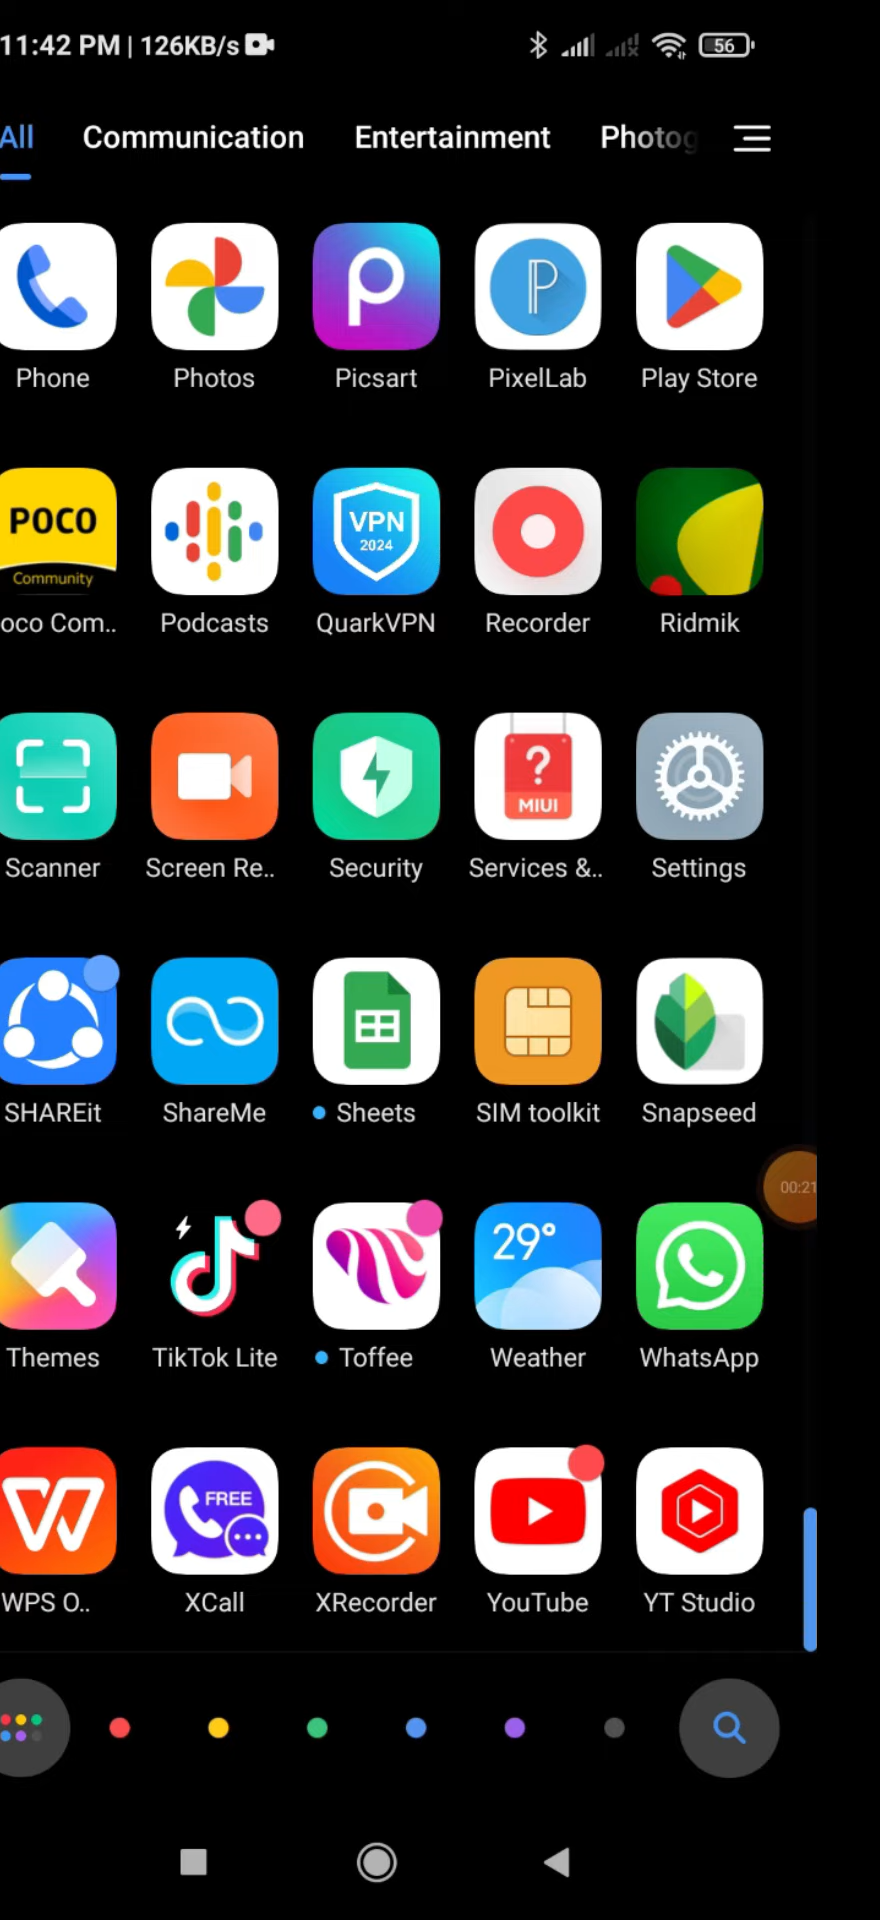 11:42 PM | 126KB/s 56
All Communication Entertainment Photog
Phone Photos Picsart PixelLab Play Store
POCO
Community
VPN
2024
oco Com.. Podcasts QuarkVPN Recorder Ridmik
?
MIUI
Scanner Screen Re.. Security Services &.. Settings
SHAREit ShareMe Sheets SIM toolkit Snapseed
00:21
29°
Themes TikTok Lite Toffee Weather WhatsApp
FREE
WPS O.. XCall XRecorder YouTube YT Studio